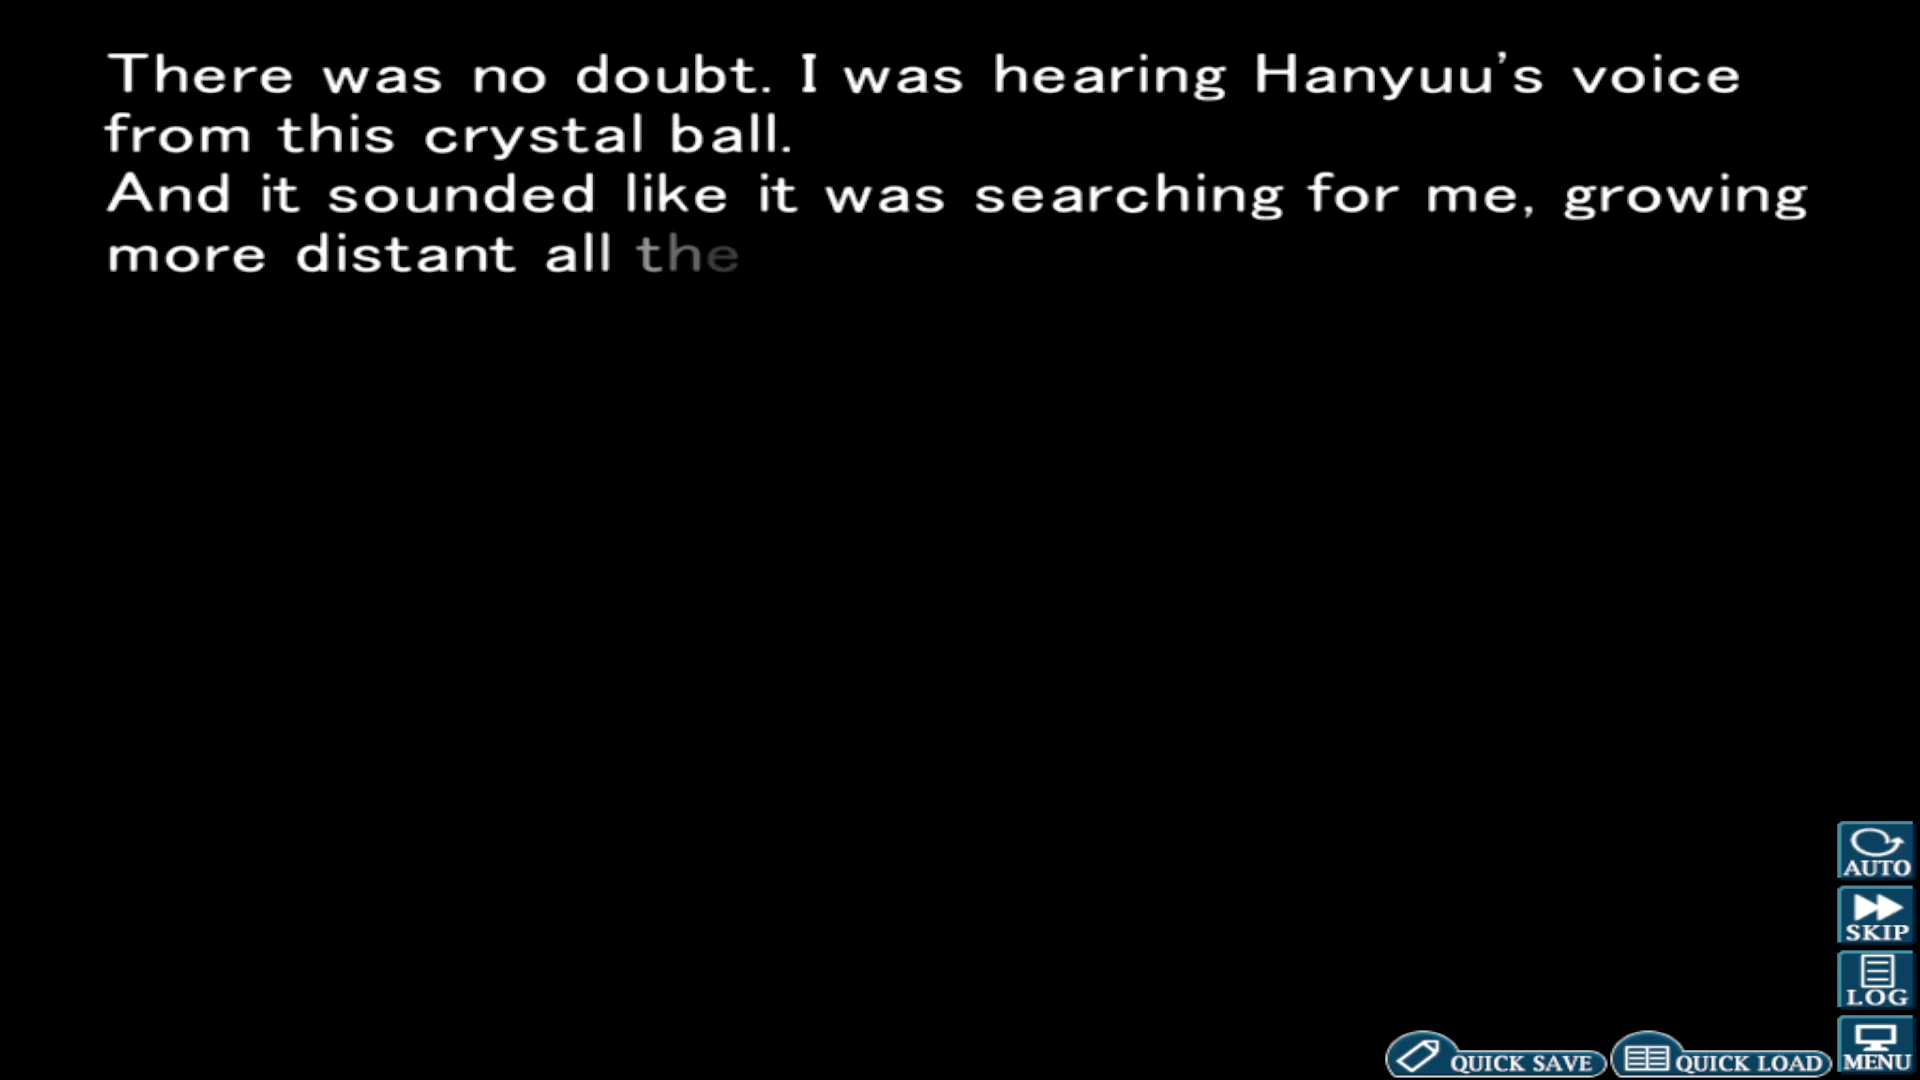 There was no doubt. I was hearing Hanyuu's voice
from this crystal ball.
And it sounded like it was searching for me, growing
more distant all the
AUTO
SKIP
LOG
QUICK SAVE
QUICK LOAD
MENU